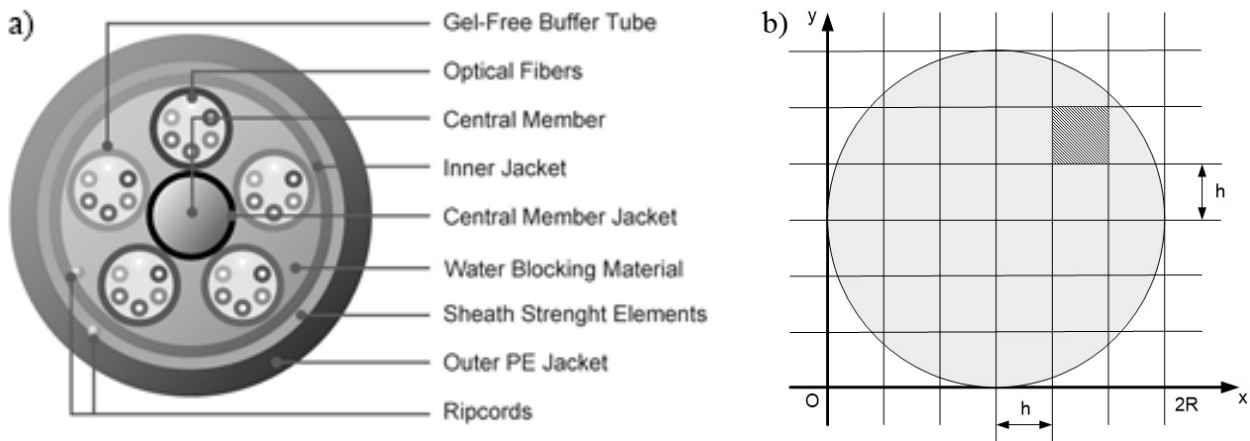 a)
Gel-Free Buffer Tube
Optical Fibers
Central Member
Inner Jacket
Central Member Jacket
Water Blocking Material
Sheath Strenght Elements
Outer PE Jacket
Ripcords
b)
y
h
O
h
2R
x